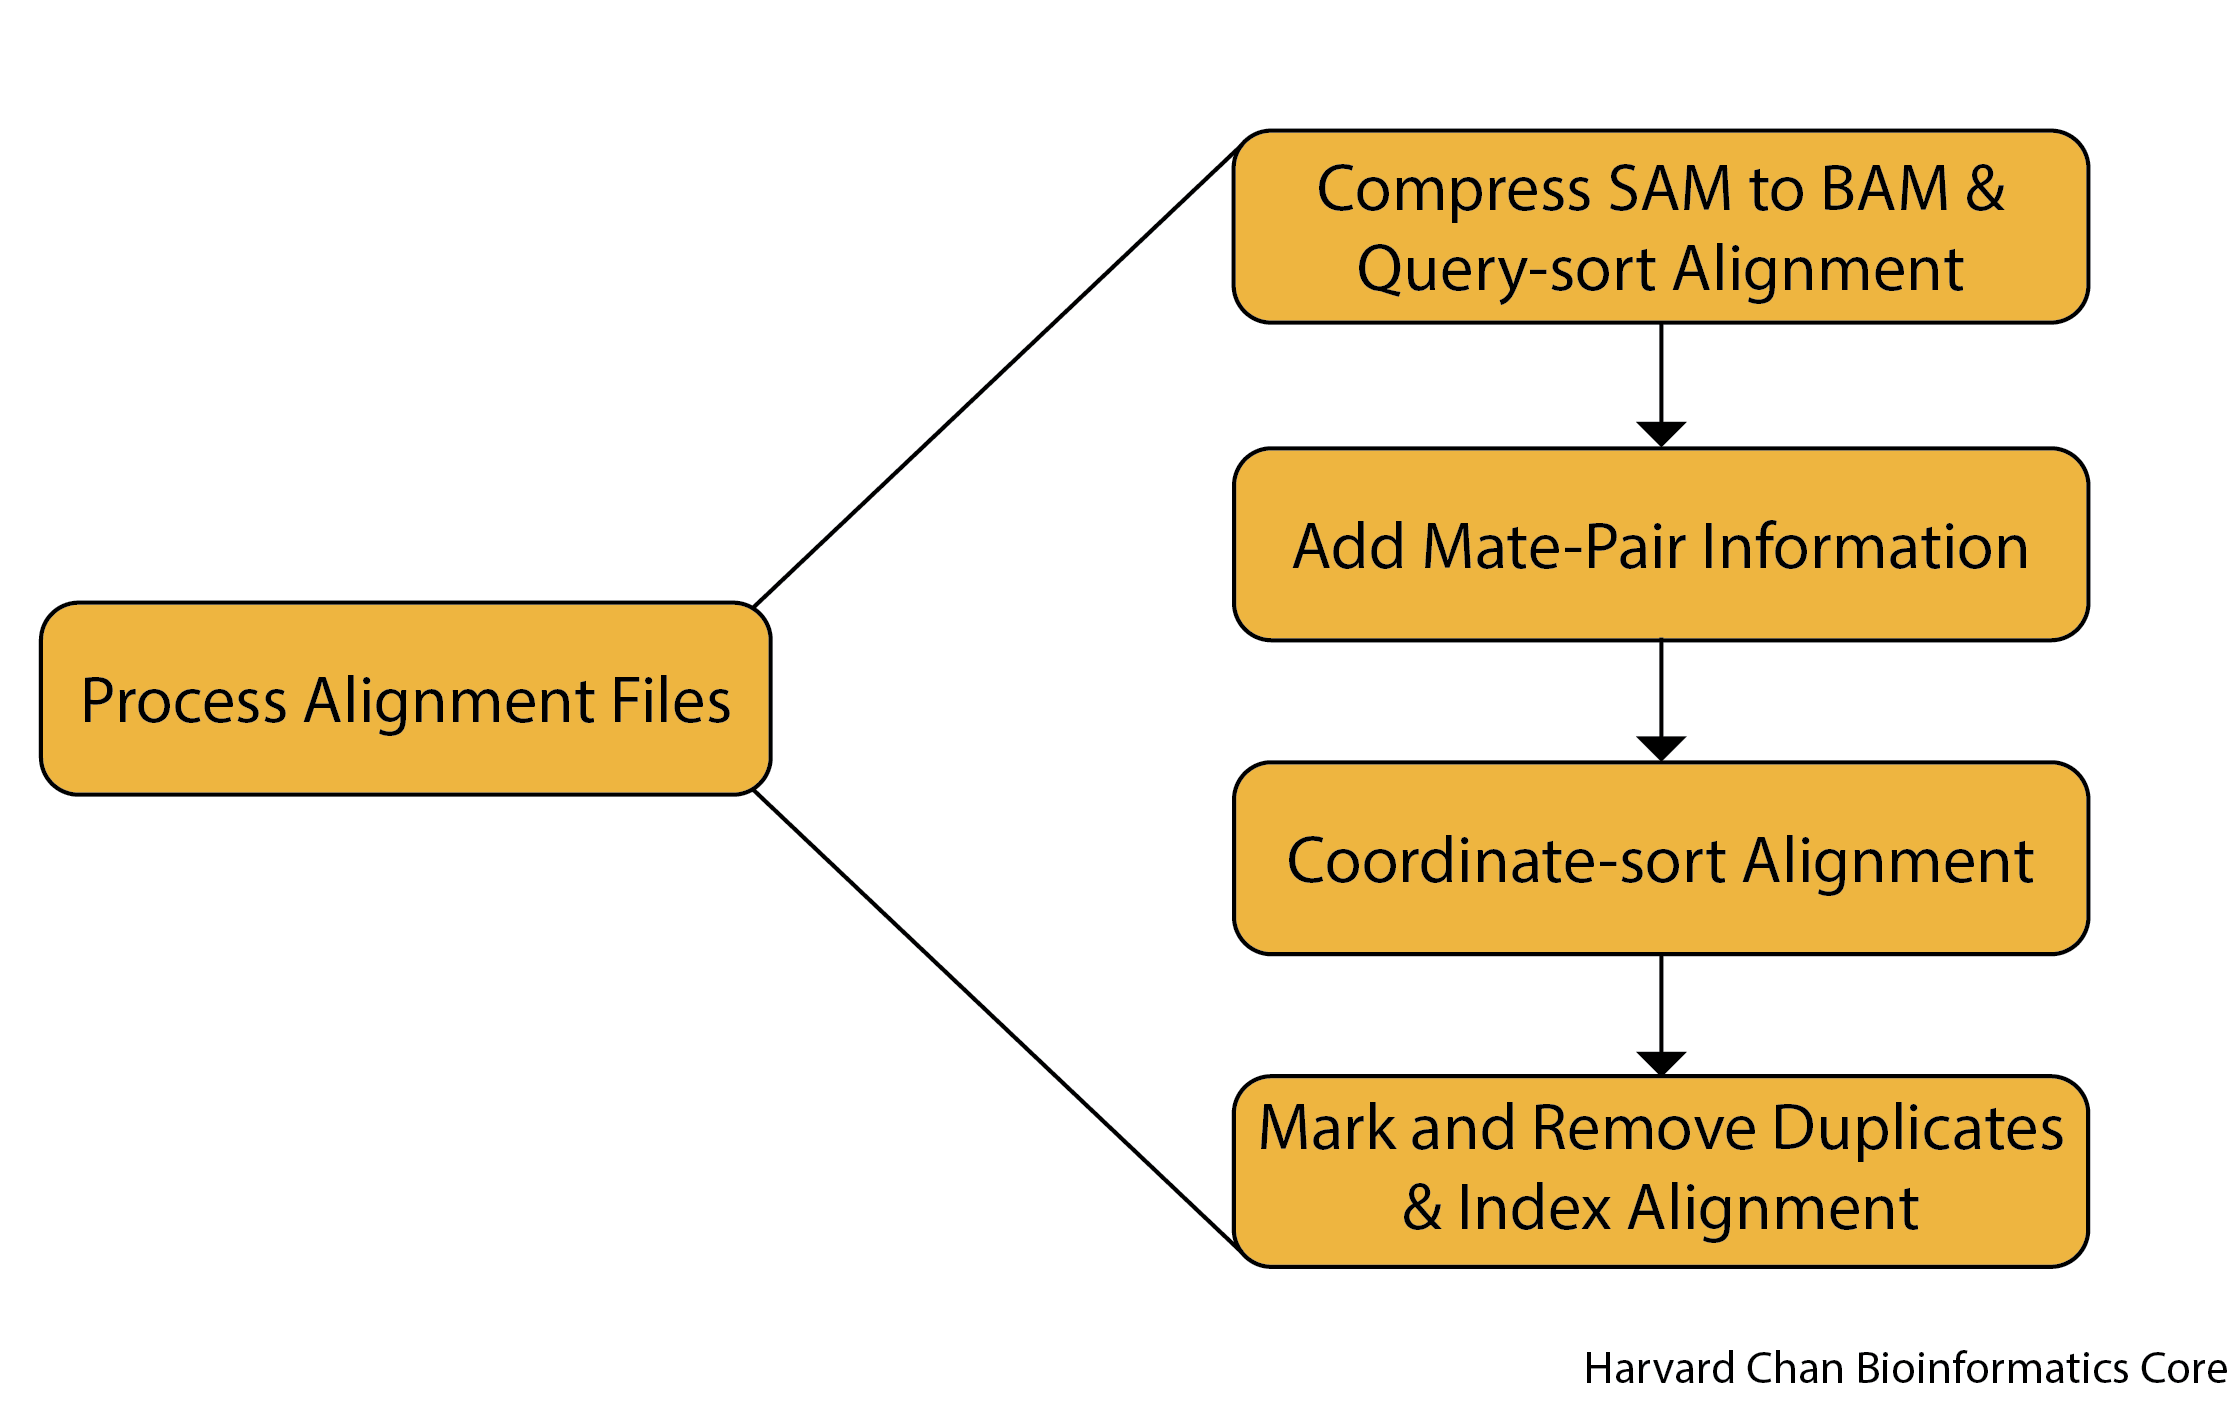 Process Alignment Files
Compress SAM to BAM &
Query-sort Alignment
Add Mate-Pair Information
Coordinate-sort Alignment
Mark and Remove Duplicates
& Index Alignment
Harvard Chan Bioinformatics Core